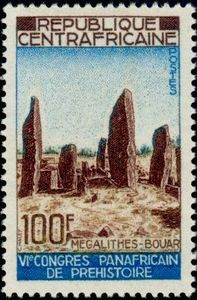 REPUBLIQUE
CENTRAFRICAINE
POSTES
100F
MEGALITHES-BOUAR
VIe CONGRES PANAFRICAIN
DE PREHISTOIRE